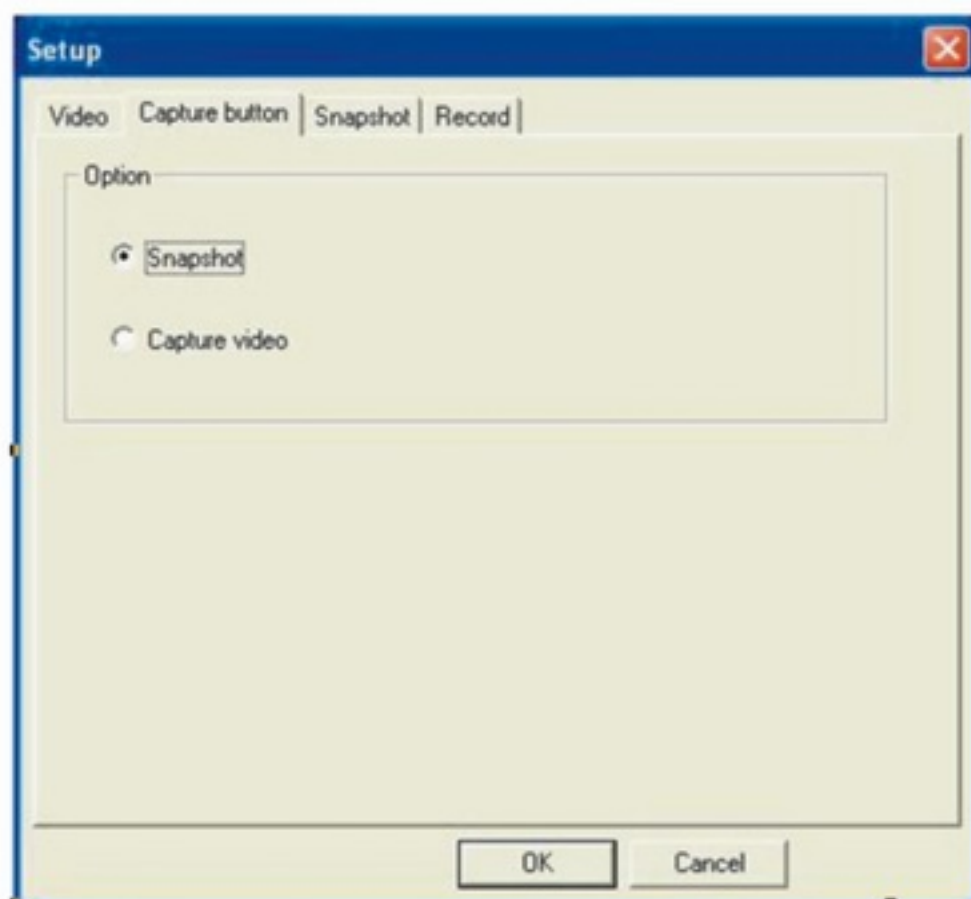 Setup
Video Capture button Snapshot Record
Option
Snapshot
Capture video
OK Cancel